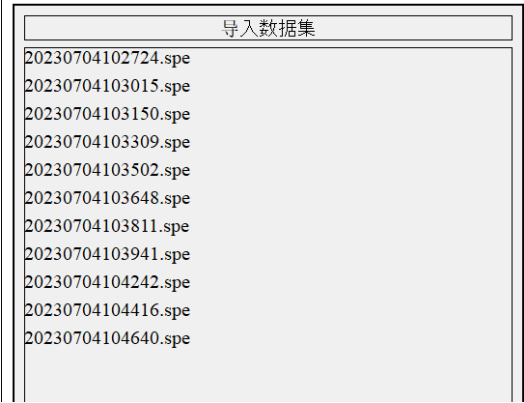 导入数据集
20230704102724.spe
20230704103015.spe
20230704103150.spe
20230704103309.spe
20230704103502.spe
20230704103648.spe
20230704103811.spe
20230704103941.spe
20230704104242.spe
20230704104416.spe
20230704104640.spe